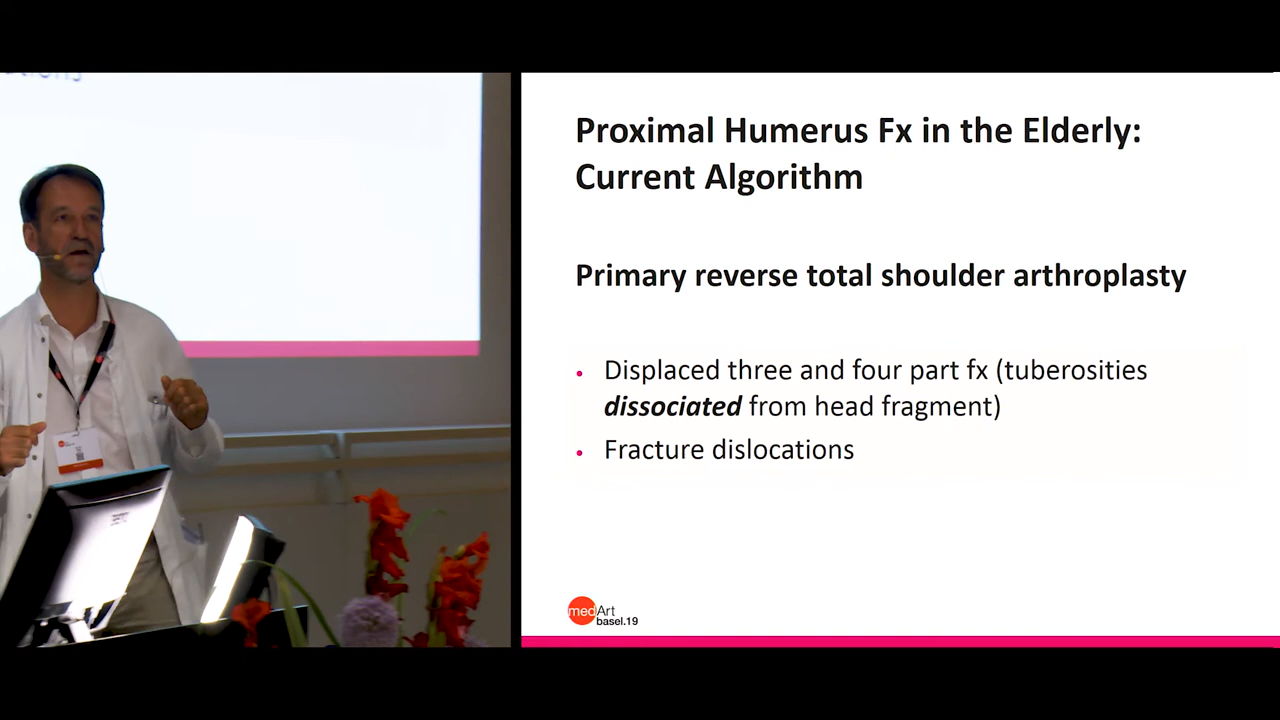 Proximal Humerus Fx in the Elderly:
Current Algorithm
Primary reverse total shoulder arthroplasty
• Displaced three and four part fx (tuberosities
dissociated from head fragment)
• Fracture dislocations
medArt
basel.19